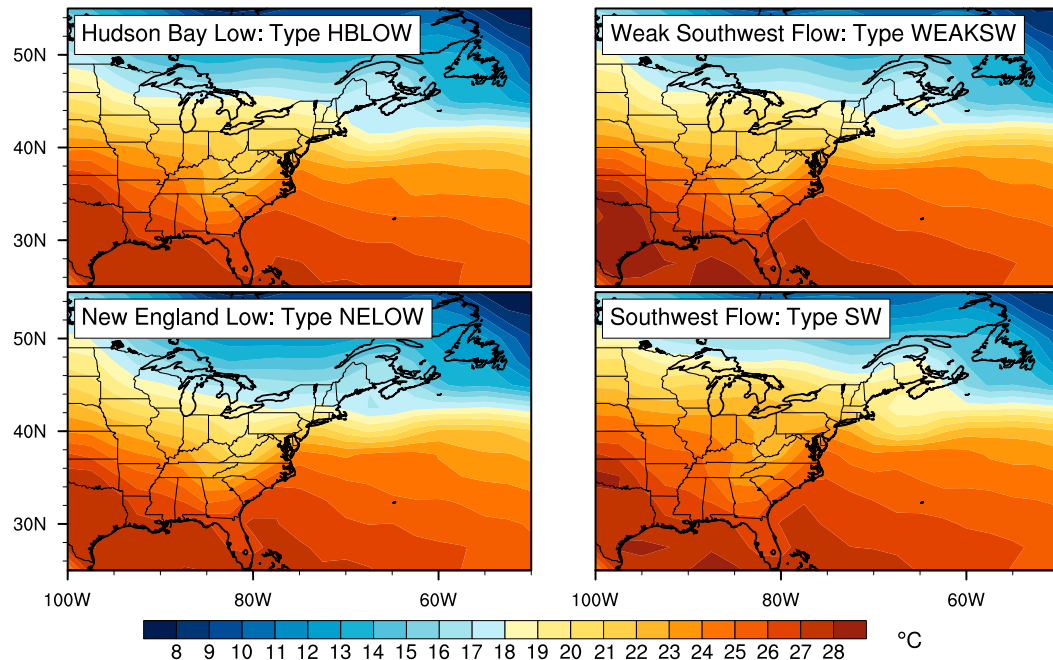 Hudson Bay Low: Type HBLOW
Weak Southwest Flow: Type WEAKSW
50N
40N
30N
New England Low: Type NELOW
Southwest Flow: Type SW
50N
40N
30N
100W 80W 60W 100W 80W 60W
8 9 10 11 12 13 14 15 16 17 18 19 20 21 22 23 24 25 26 27 28 °C